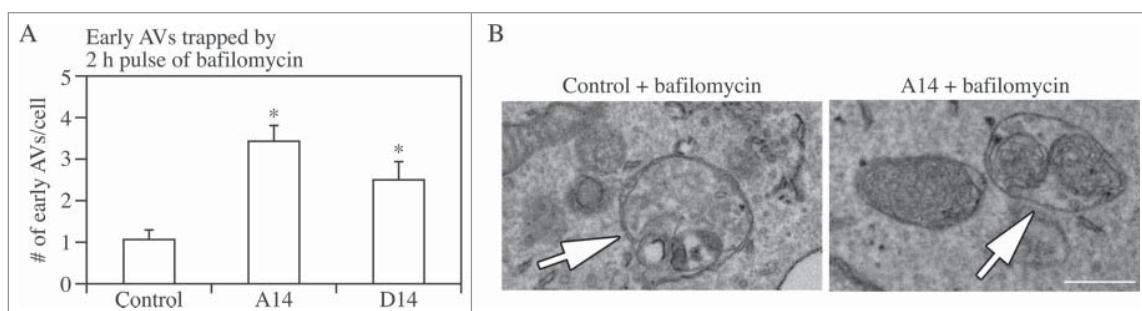 A
Early AVs trapped by
2 h pulse of bafilomycin
# of early AVs/cell
5
4
3
2
1
0
*
*
Control
A14
D14
B
Control + bafilomycin
A14 + bafilomycin